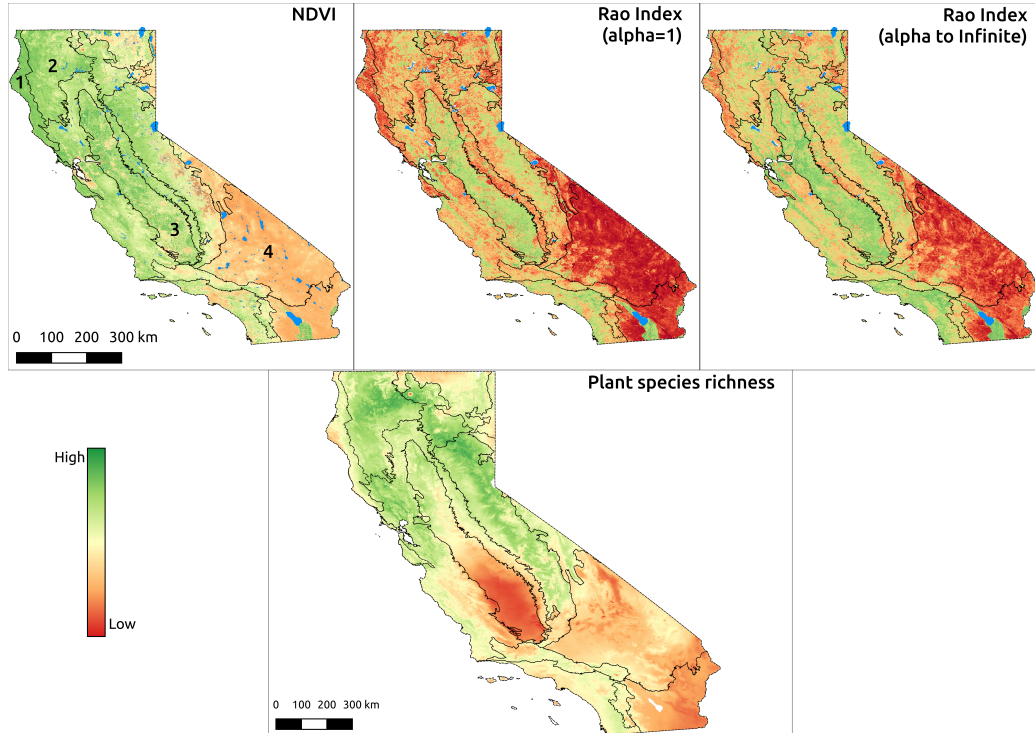 NDVI
Rao Index
(alpha=1)
Rao Index
(alpha to Infinite)
1
2
3
4
0 100 200 300 km
Plant species richness
High
Low
0 100 200 300 km